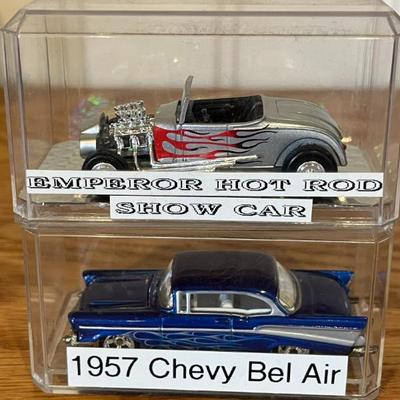 EMPEROR HOT ROD
SHOW CAR
1957 Chevy Bel Air